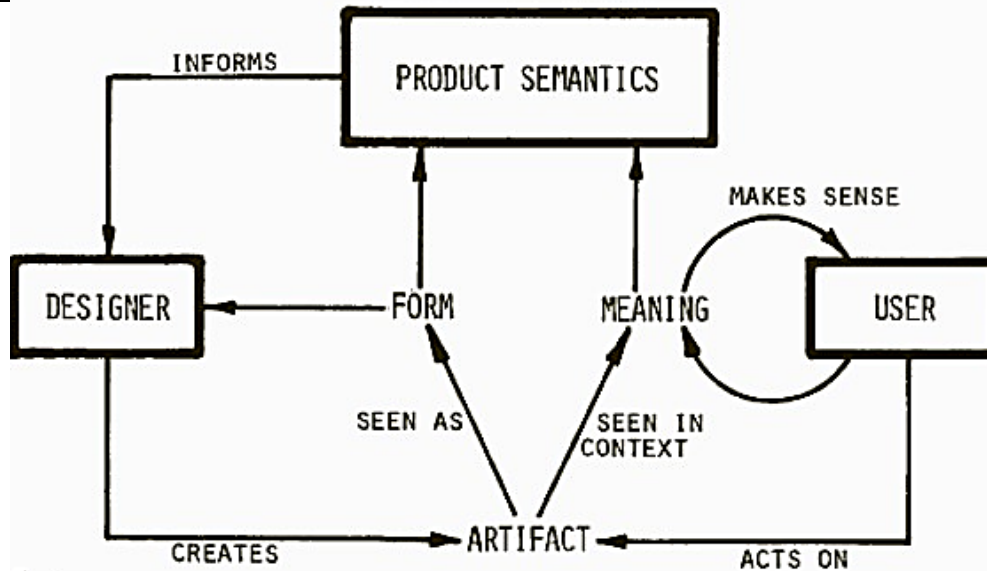 INFORMS
PRODUCT SEMANTICS
MAKES SENSE
DESIGNER
FORM
MEANING
USER
SEEN AS
SEEN IN
CONTEXT
ARTIFACT
CREATES
ACTS ON